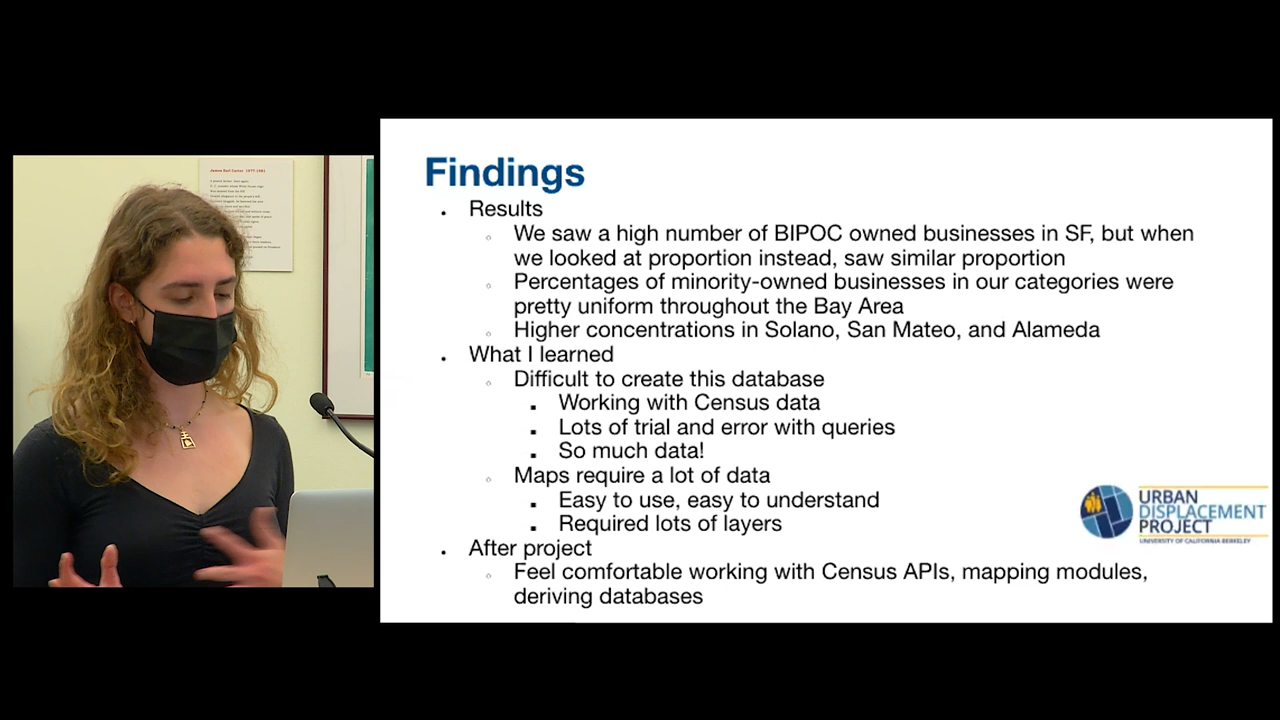 James Earl Carter 1977-1981
Findings
Results
We saw a high number of BIPOC owned businesses in SF, but when
we looked at proportion instead, saw similar proportion
Percentages of minority-owned businesses in our categories were
pretty uniform throughout the Bay Area
Higher concentrations in Solano, San Mateo, and Alameda
What I learned
Difficult to create this database
Working with Census data
Lots of trial and error with queries
So much data!
Maps require a lot of data
Easy to use, easy to understand
Required lots of layers
After project
Feel comfortable working with Census APIs, mapping modules,
deriving databases
URBAN
DISPLACEMENT
PROJECT
UNIVERSITY OF CALIFORNIA BERKELEY